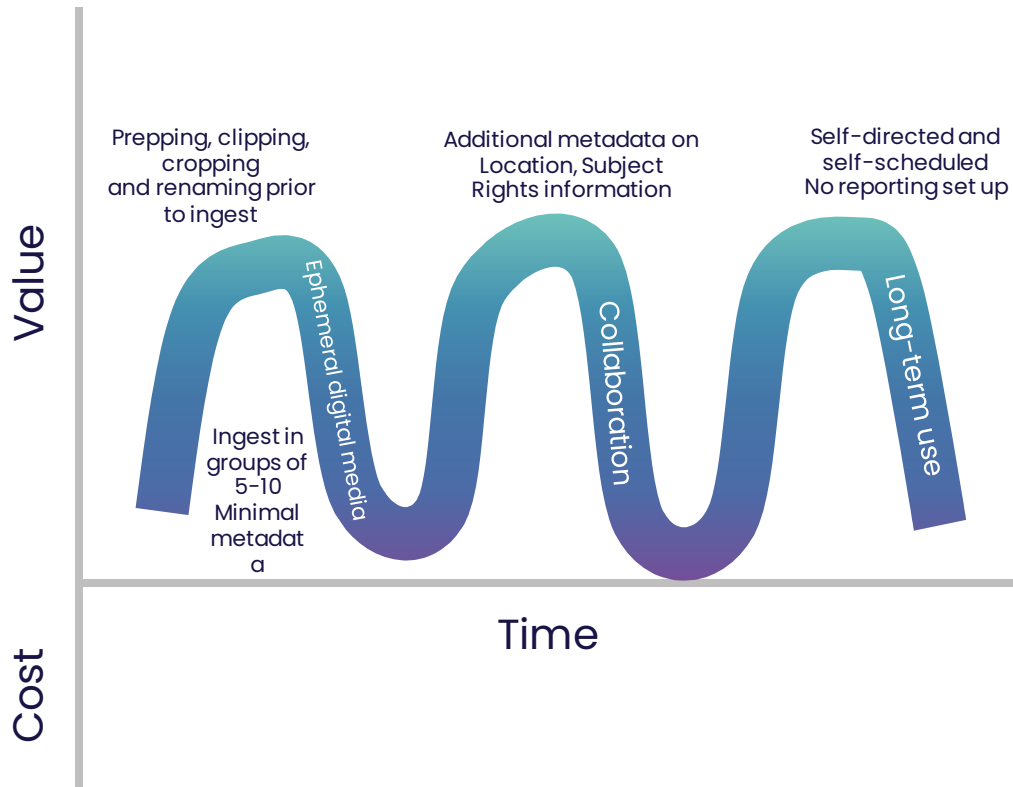 Value
Prepping, clipping,
cropping
and renaming prior
to ingest
Additional metadata on
Location, Subject
Rights information
Self-directed and
self-scheduled
No reporting set up
Ephemeral digital media
Collaboration
Long-term use
Ingest in
groups of
5-10
Minimal
metadat
a
Time
Cost